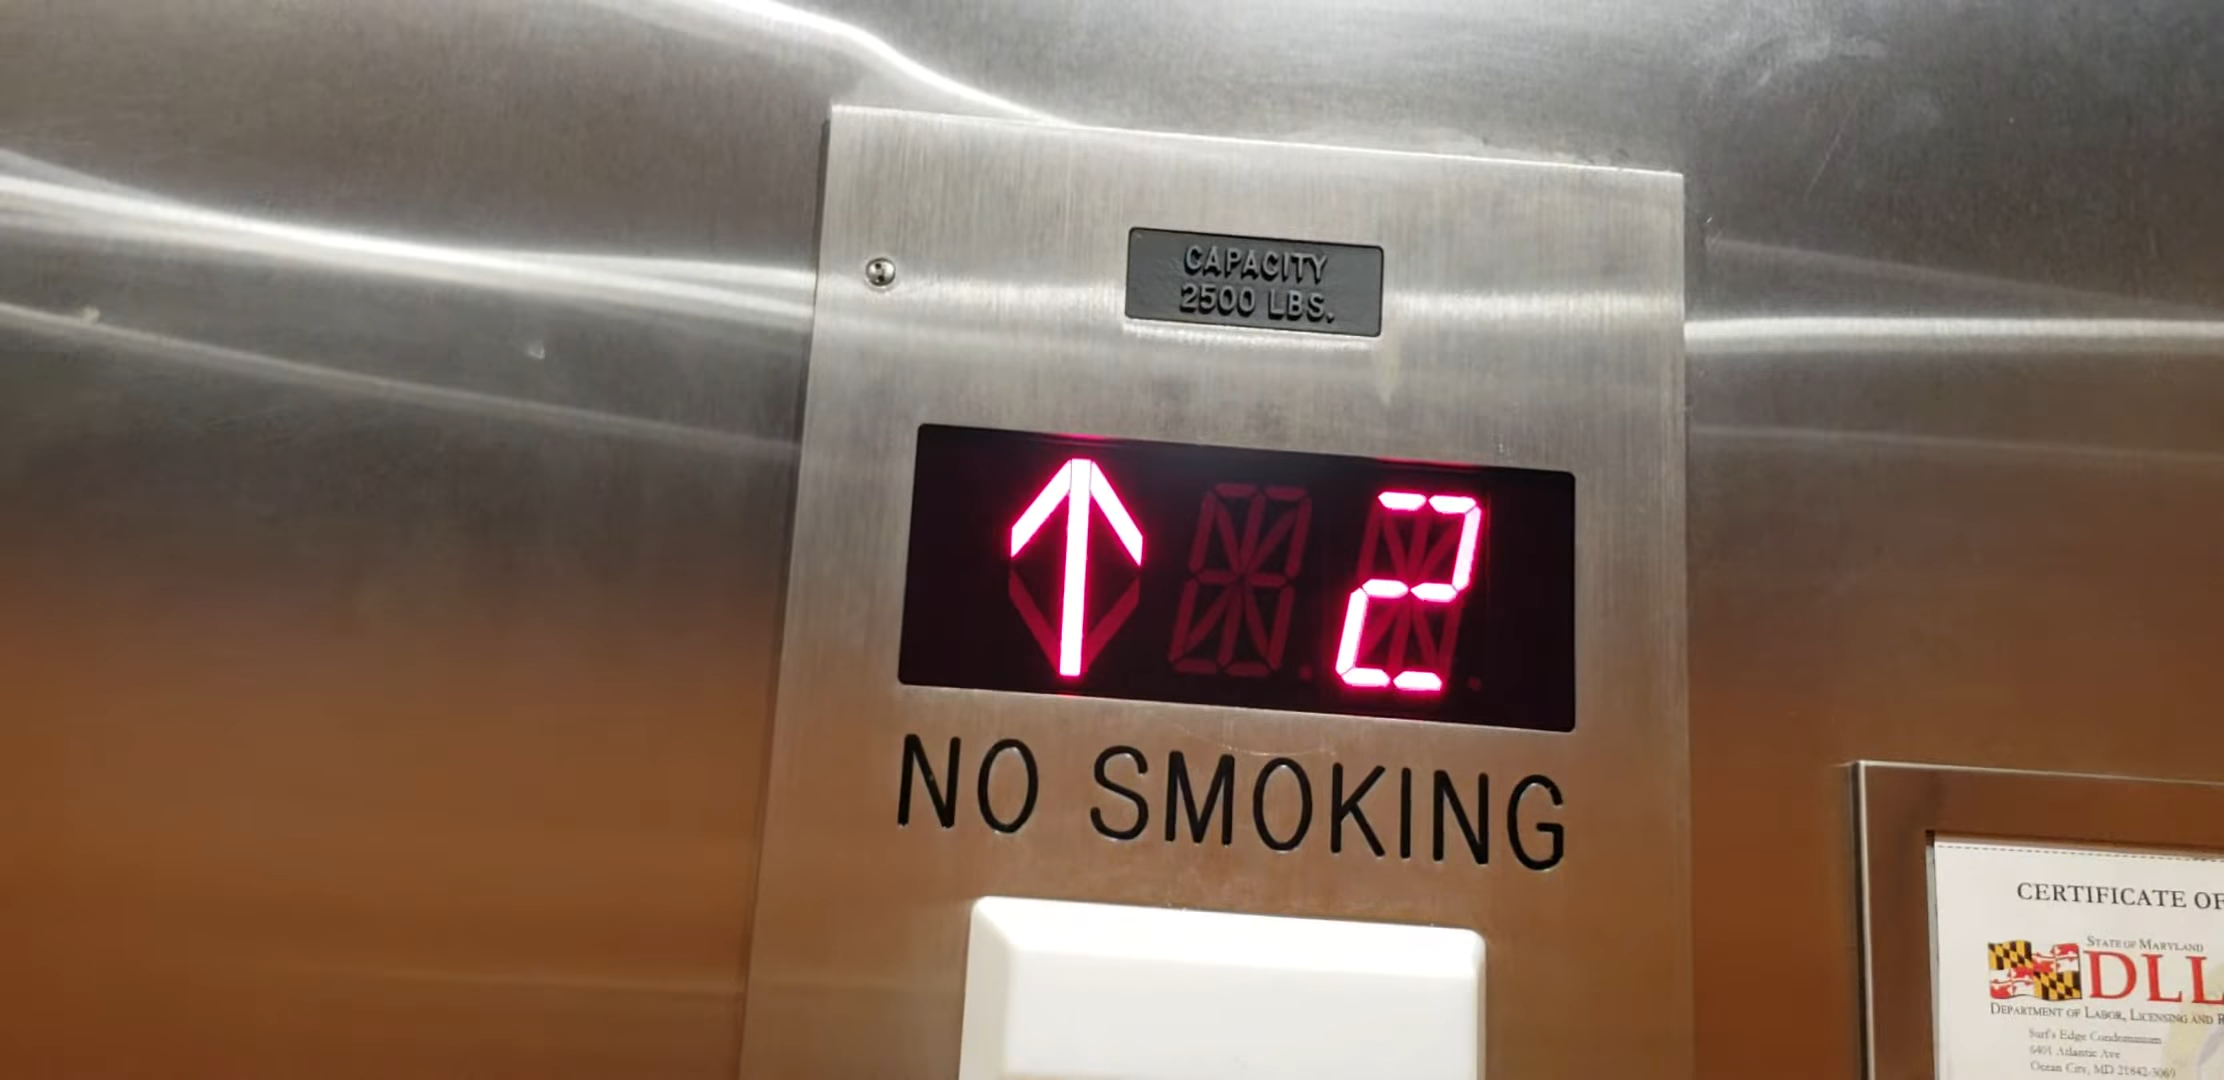 CAPACITY
2500 LBS.
↑ 2
NO SMOKING
CERTIFICATE OF
STATE OF MARYLAND
DLL
DEPARTMENT OF LABOR, LICENSING AND R
Surf's Edge Condominium
6401 Atlantic Ave
Ocean City, MD 21842-3069